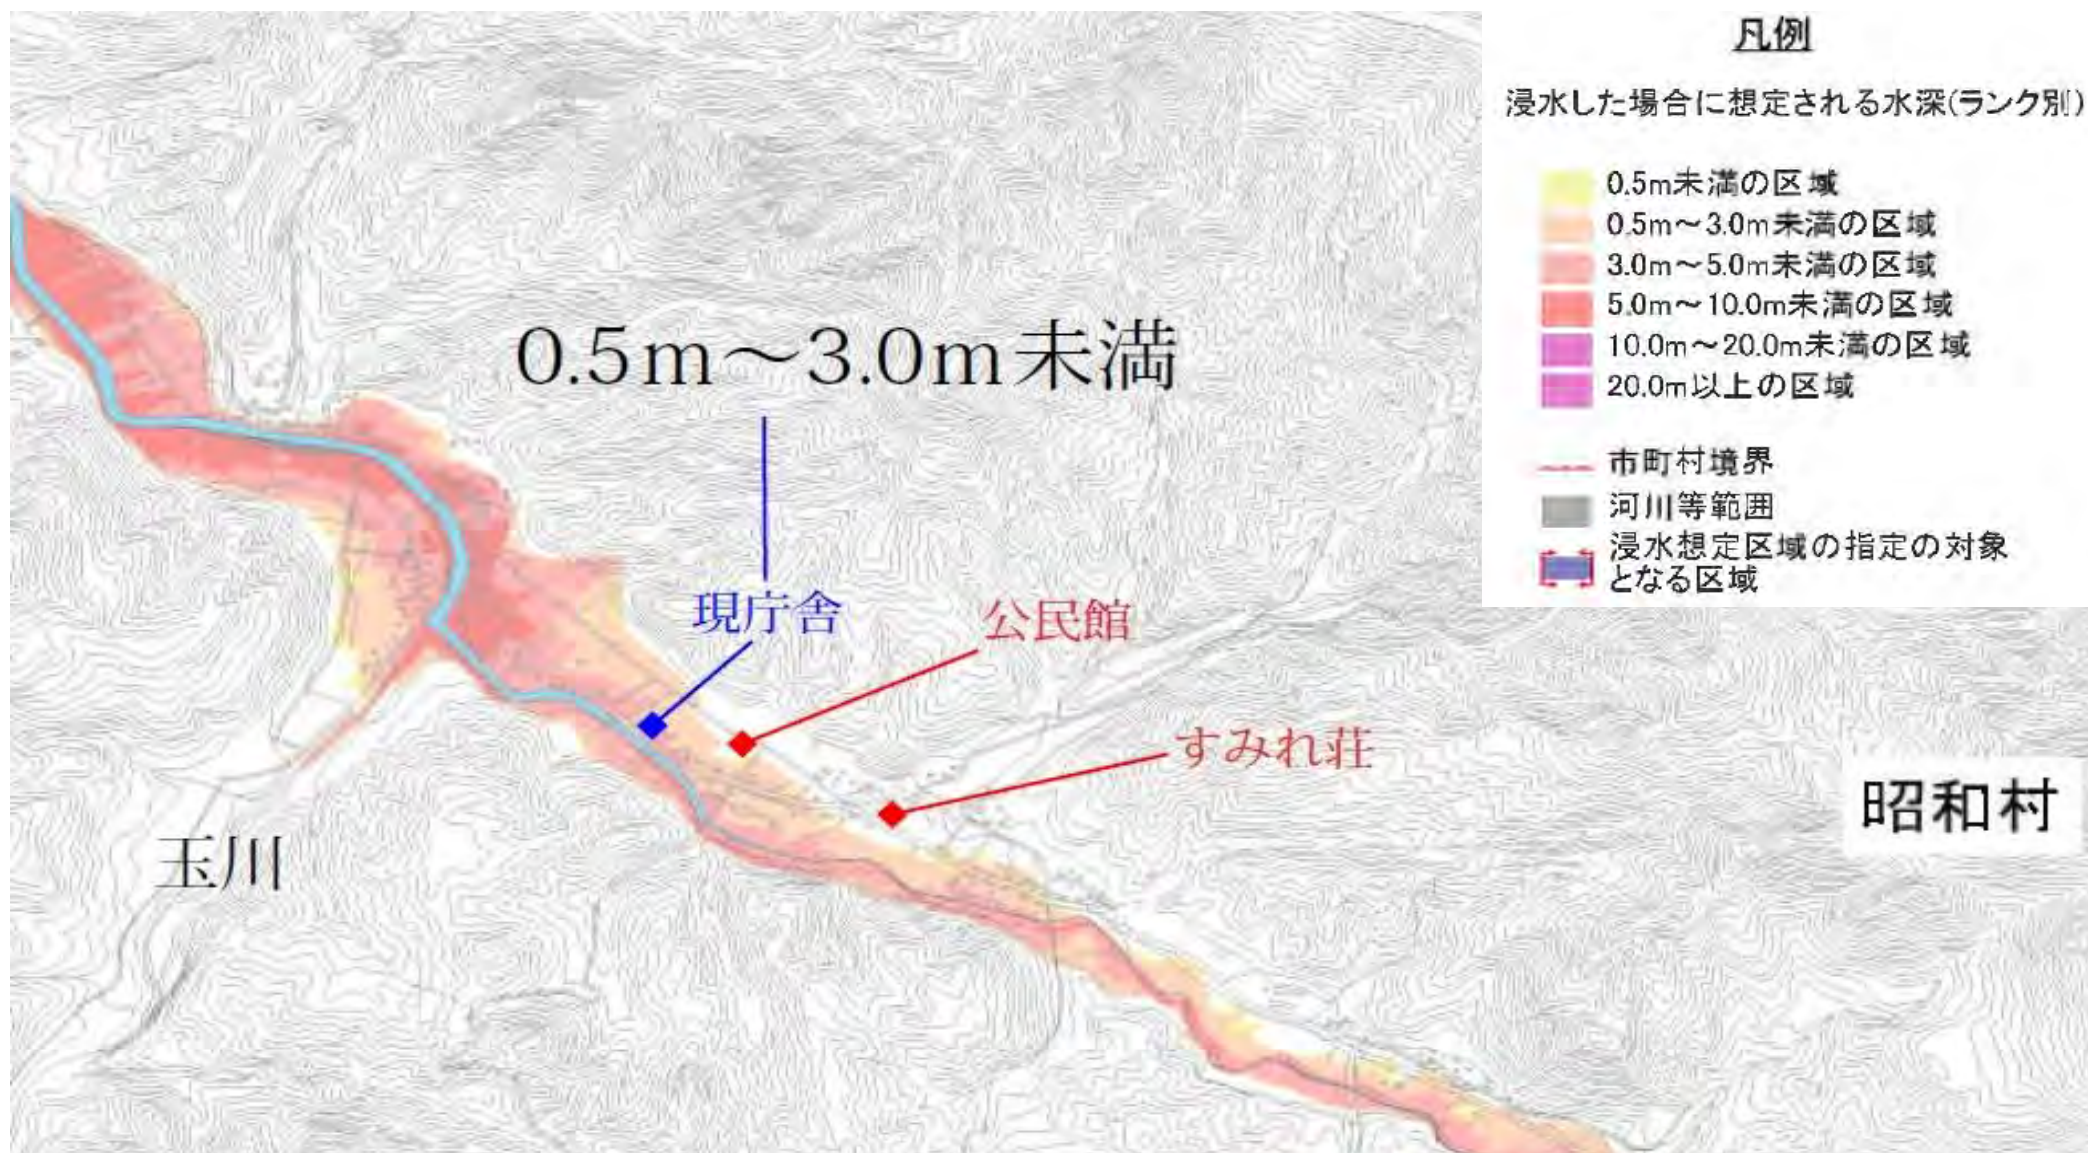 凡例
浸水した場合に想定される水深(ランク別)
0.5m未満の区域
0.5m～3.0m未満の区域
3.0m～5.0m未満の区域
5.0m～10.0m未満の区域
10.0m～20.0m未満の区域
20.0m以上の区域
市町村境界
河川等範囲
浸水想定区域の指定の対象
となる区域
0.5m～3.0m未満
現庁舎
公民館
すみれ荘
昭和村
玉川